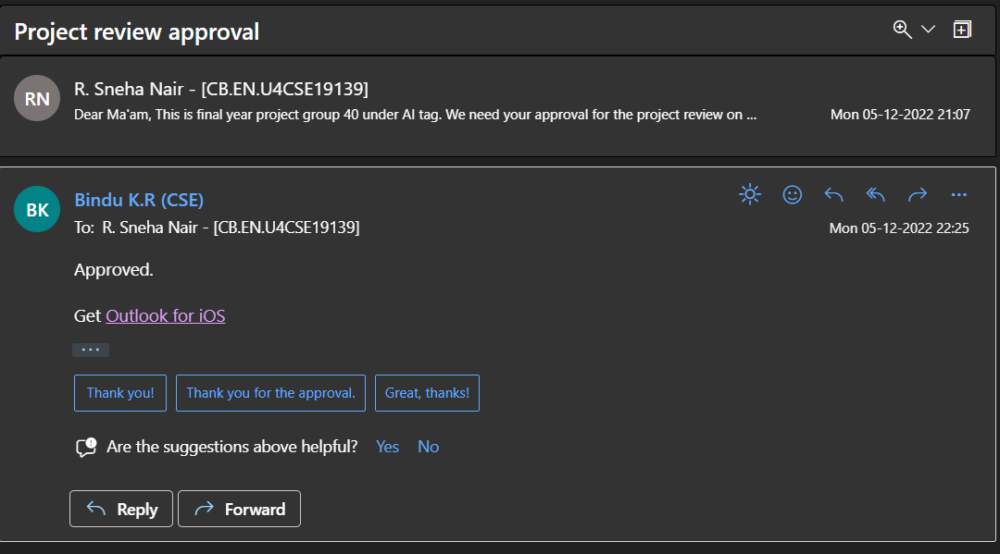 Project review approval
RN
R. Sneha Nair - [CB.EN.U4CSE19139]
Dear Ma'am, This is final year project group 40 under AI tag. We need your approval for the project review on ...
Mon 05-12-2022 21:07
BK
Bindu K.R (CSE)
To: R. Sneha Nair - [CB.EN.U4CSE19139]
Mon 05-12-2022 22:25
Approved.
Get Outlook for iOS
...
Thank you! Thank you for the approval. Great, thanks!
Are the suggestions above helpful? Yes No
Reply Forward